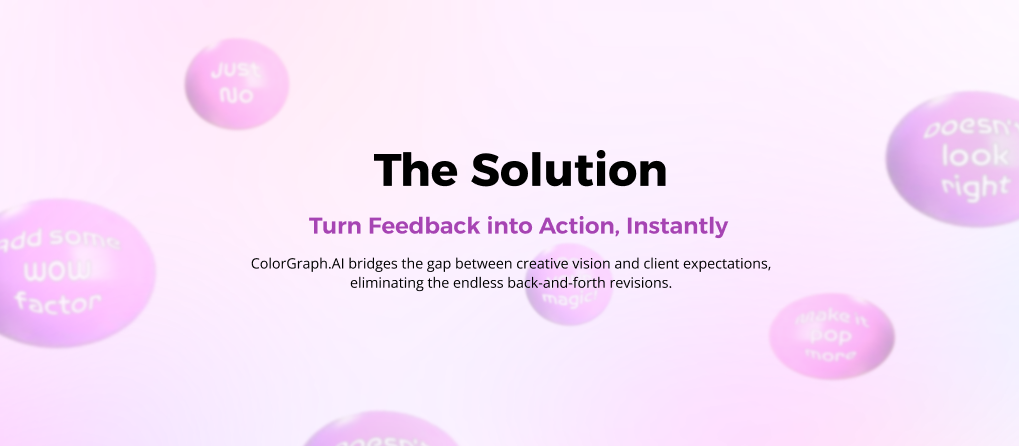 Just
No
Doesn't
look
right
The Solution
add some
wow
factor
Turn Feedback into Action, Instantly
ColorGraph.AI bridges the gap between creative vision and client expectations,
eliminating the endless back-and-forth revisions.
magic!
Make it
pop
more